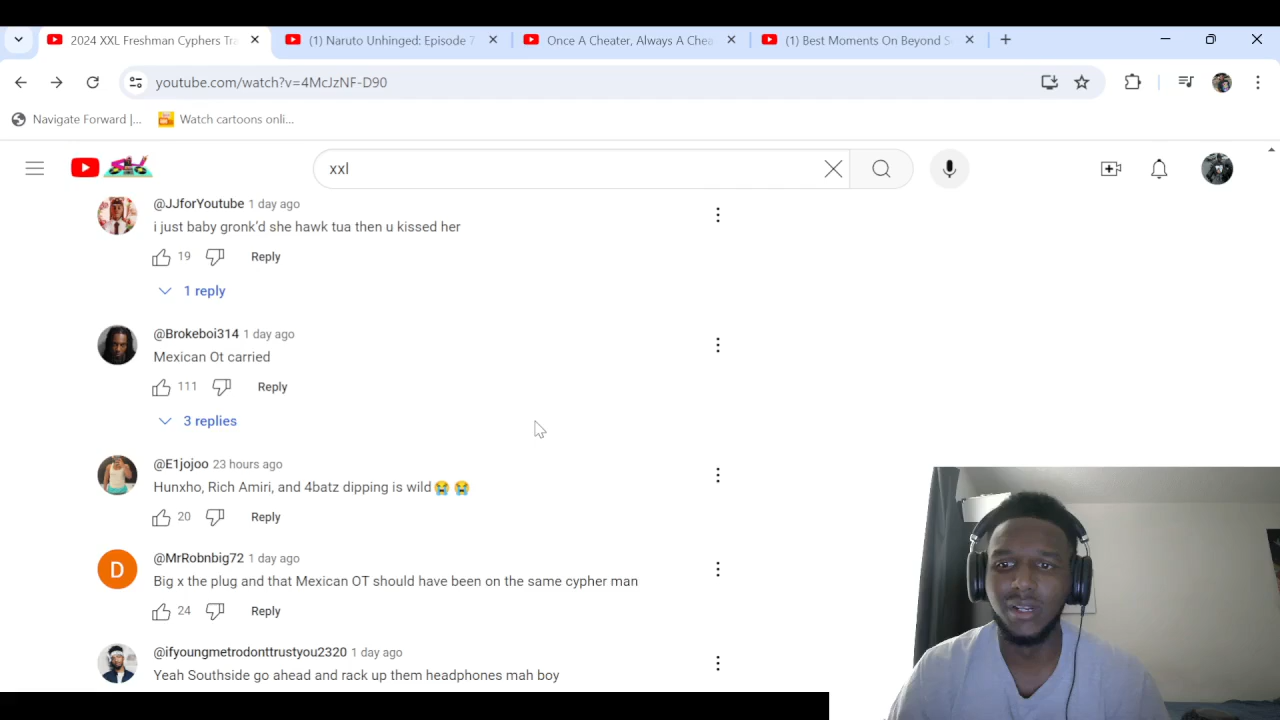 2024 XXL Freshman Cyphers Tra
(1) Naruto Unhinged: Episode 7
Once A Cheater, Always A Chea
(1) Best Moments On Beyond S
youtube.com/watch?v=4McJzNF-D90
Navigate Forward |...
Watch cartoons onli...
xxl
@JJforYoutube 1 day ago
i just baby gronk'd she hawk tua then u kissed her
19 Reply
1 reply
@Brokeboi314 1 day ago
Mexican Ot carried
111 Reply
3 replies
@E1jojoo 23 hours ago
Hunxho, Rich Amiri, and 4batz dipping is wild😭 😭
20 Reply
D
@MrRobnbig72 1 day ago
Big x the plug and that Mexican OT should have been on the same cypher man
24 Reply
@ifyoungmetrodonttrustyou2320 1 day ago
Yeah Southside go ahead and rack up them headphones mah boy